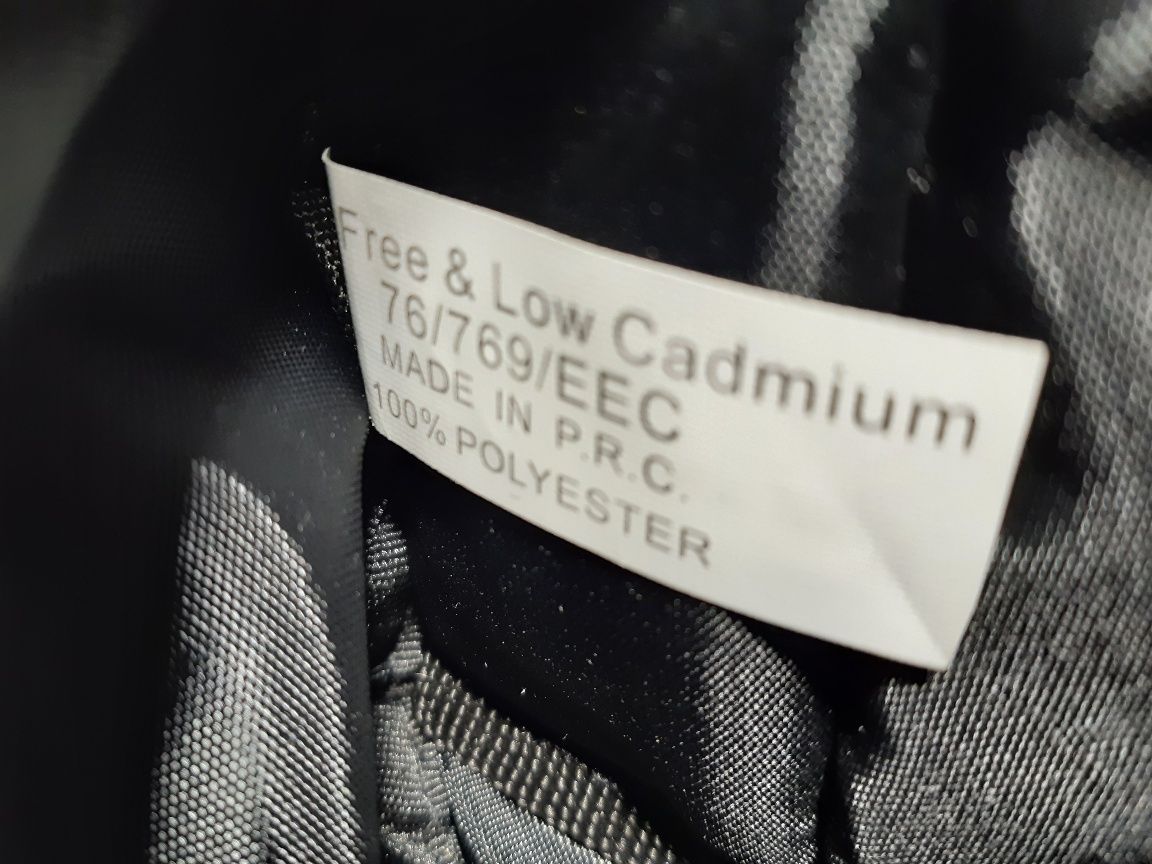 Free & Low Cadmium
76/769/EEC
MADE IN P.R.C.
100% POLYESTER